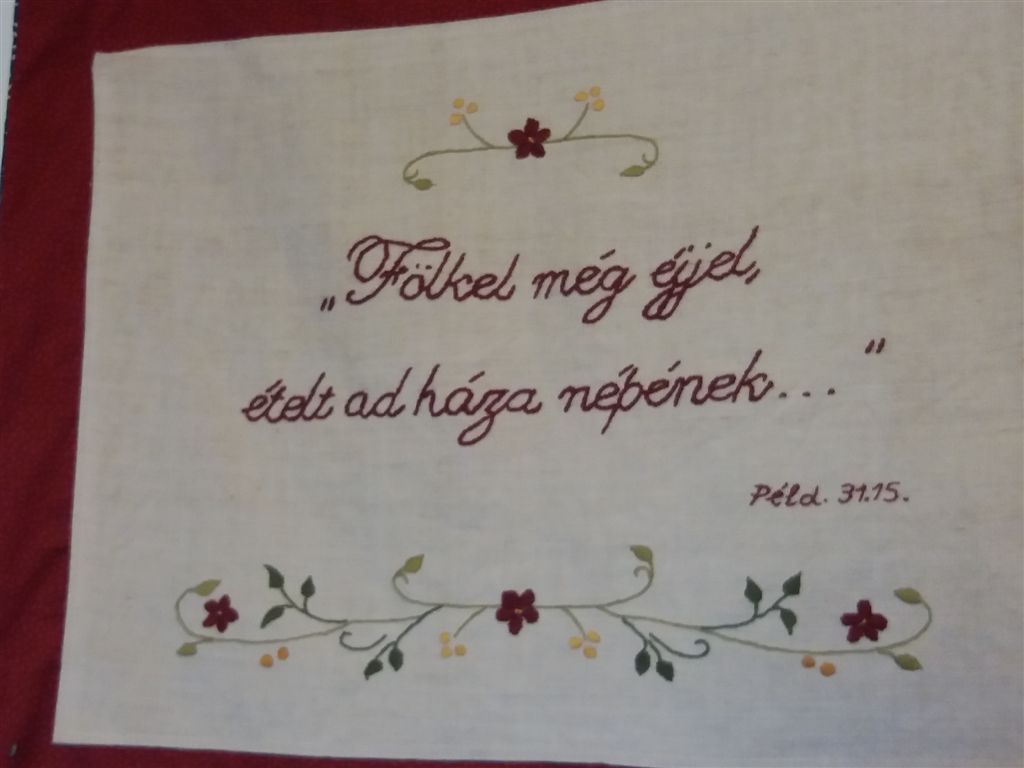 „Fölkel még éjjel,
ételt ad háza népének..."
Péld. 31.15.